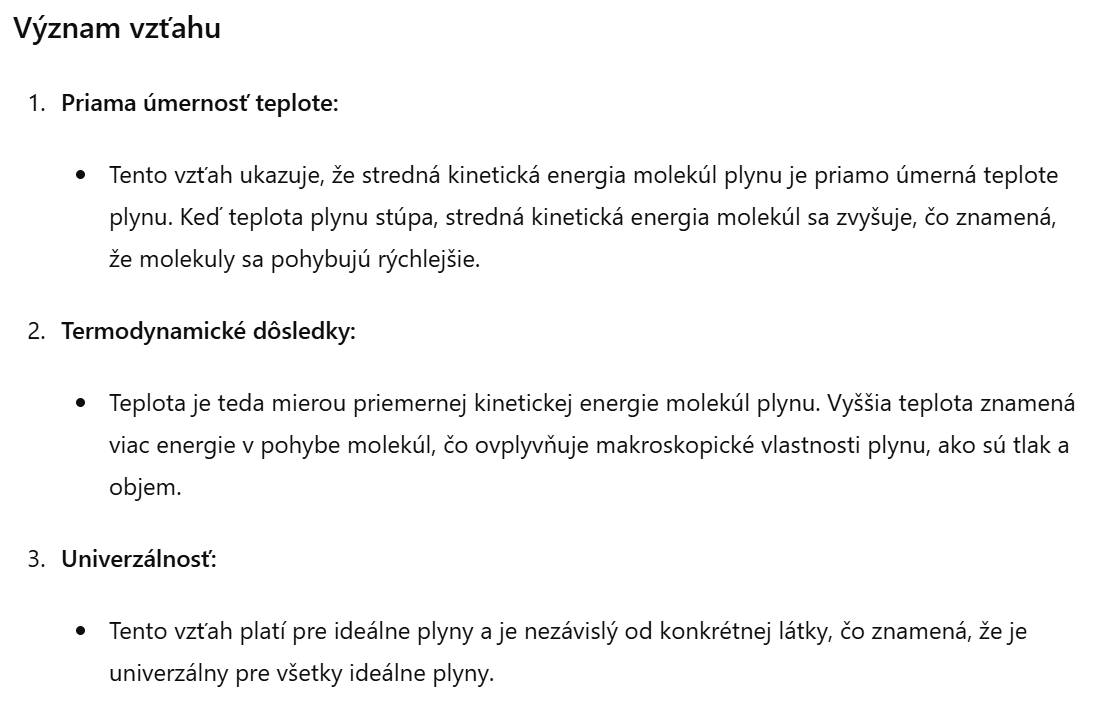 Význam vzťahu
1. Priama úmernosť teplote:
• Tento vzťah ukazuje, že stredná kinetická energia molekúl plynu je priamo úmerná teplote
plynu. Keď teplota plynu stúpa, stredná kinetická energia molekúl sa zvyšuje, čo znamená,
že molekuly sa pohybujú rýchlejšie.
2. Termodynamické dôsledky:
• Teplota je teda mierou priemernej kinetickej energie molekúl plynu. Vyššia teplota znamená
viac energie v pohybe molekúl, čo ovplyvňuje makroskopické vlastnosti plynu, ako sú tlak a
objem.
3. Univerzálnosť:
• Tento vzťah platí pre ideálne plyny a je nezávislý od konkrétnej látky, čo znamená, že je
univerzálny pre všetky ideálne plyny.